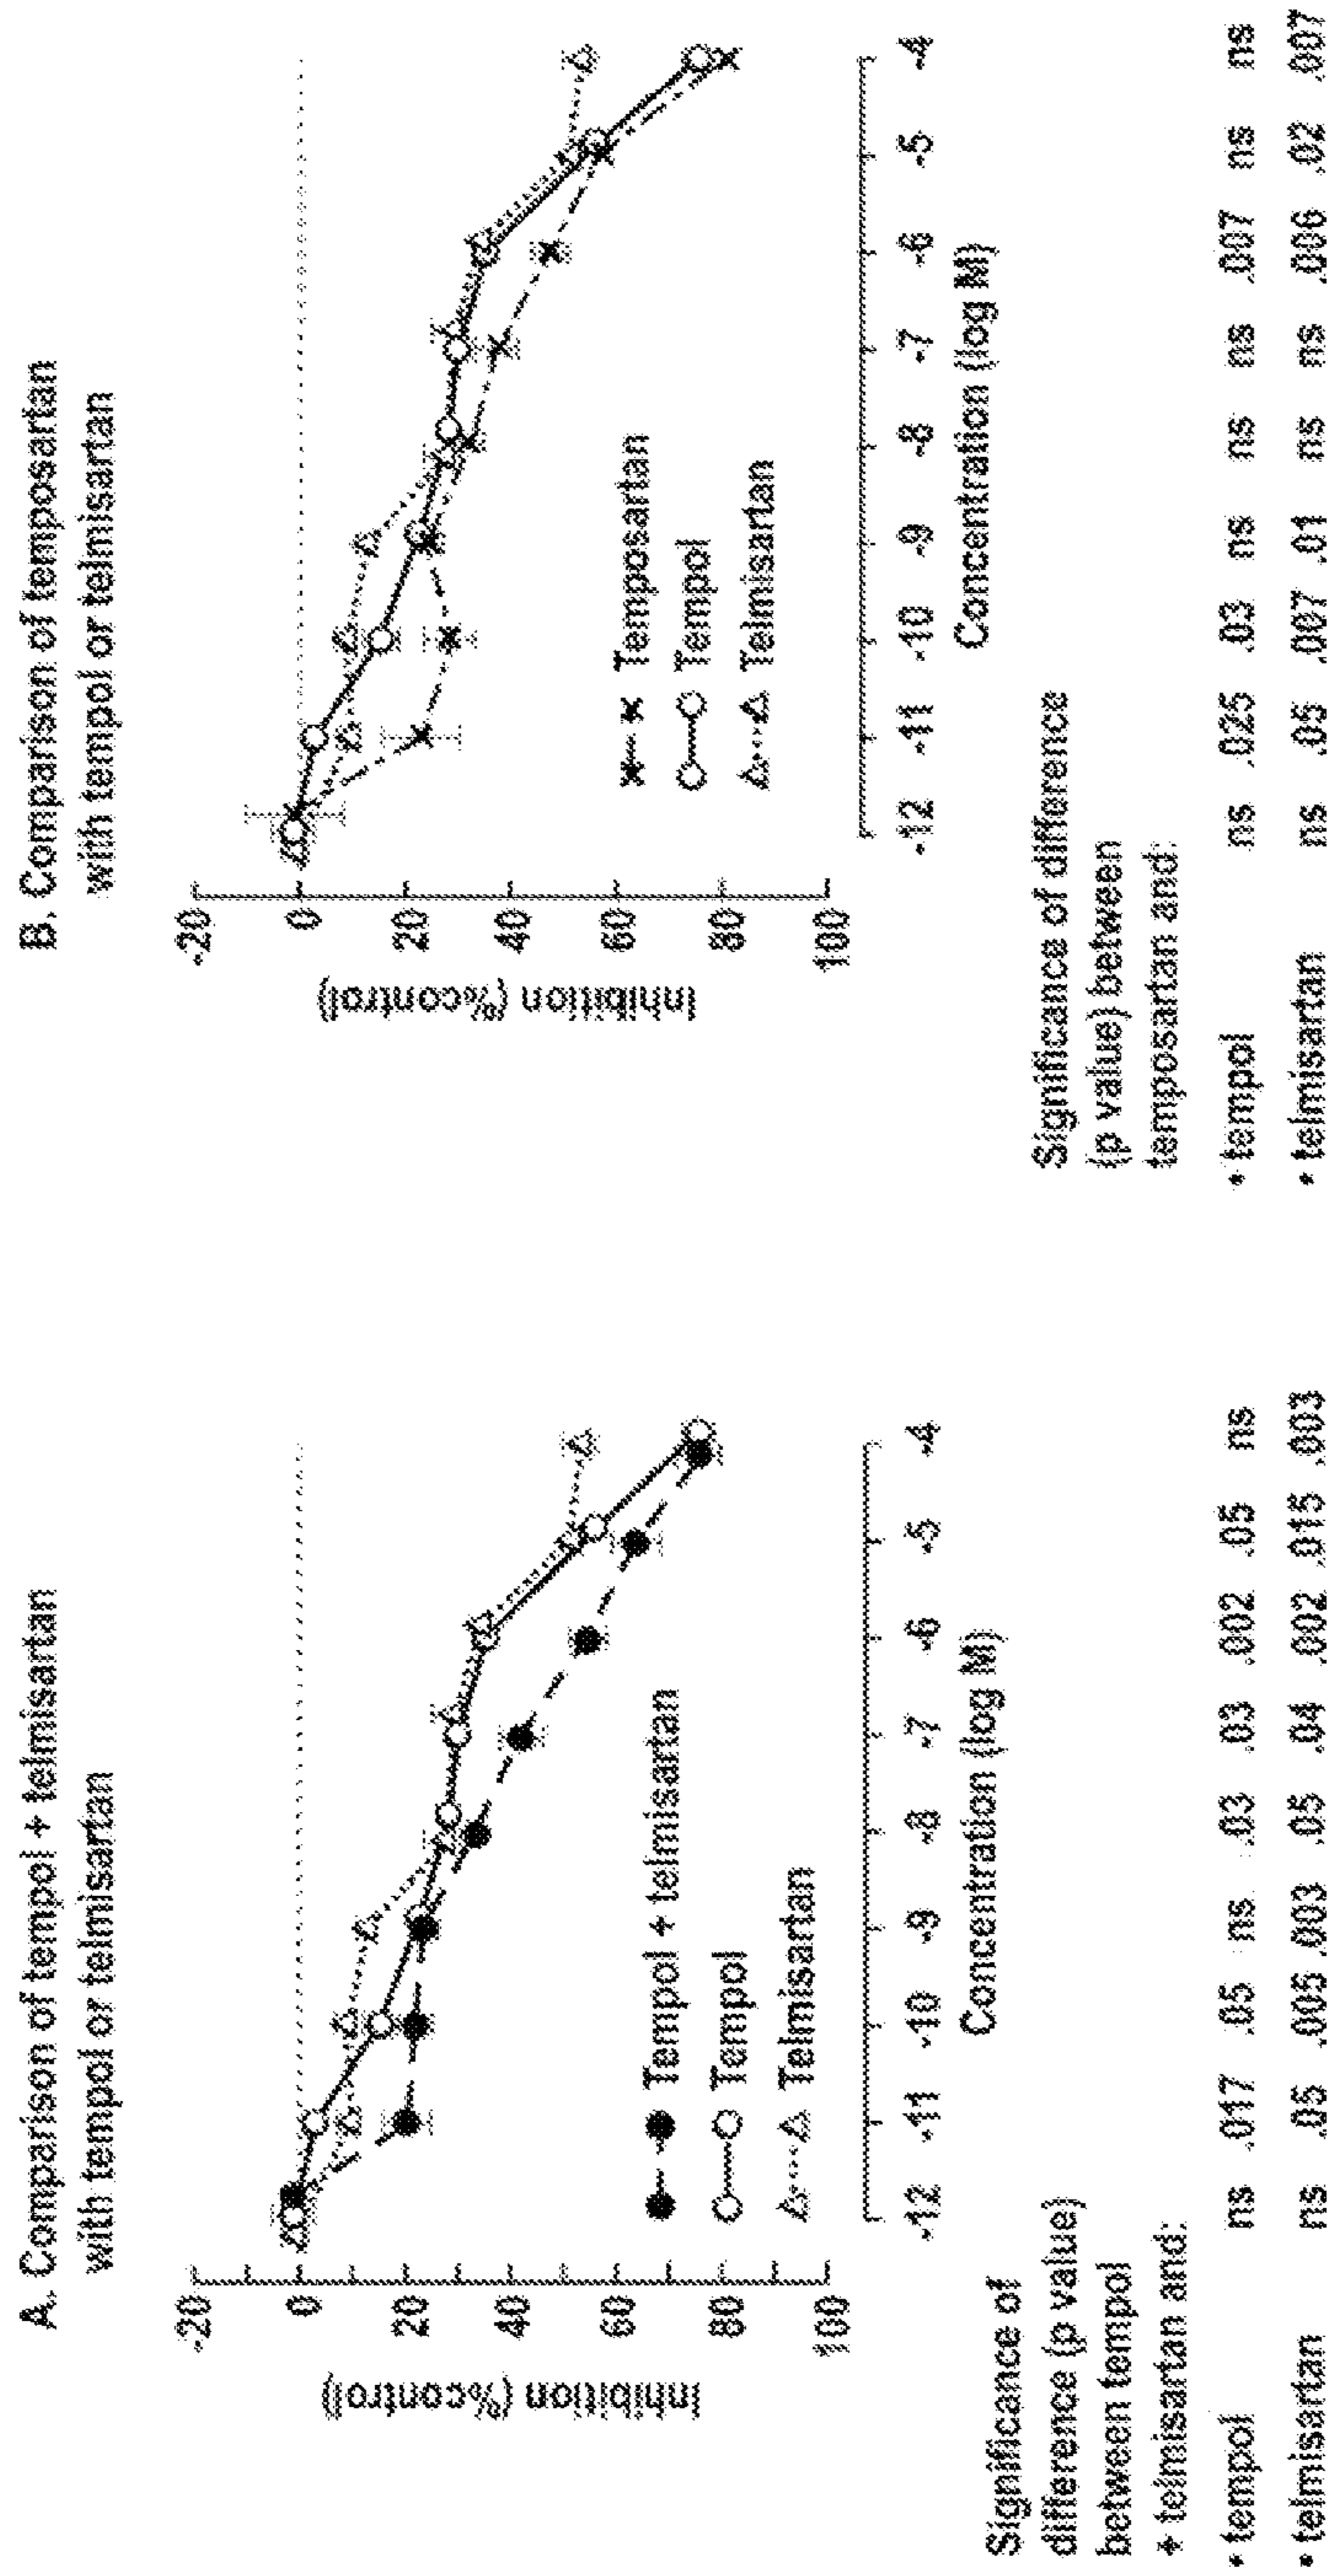 A. Comparison of tempol + telmisartan
with tempol or telmisartan
-20
0
20
40
60
80
100
Inhibition (%control)
Tempol + telmisartan
Tempol
Telmisartan
-12 -11 -10 -9 -8 -7 -6 -5 -4
Concentration (log M)
Significance of
difference (p value)
between tempol
+ telmisartan and:
• tempol ns .017 .05 ns .03 .03 .002 .05 ns
• telmisartan ns .05 .005 .003 .05 .04 .002 .015 .003
B. Comparison of temposartan
with tempol or telmisartan
-20
0
20
40
60
80
100
Inhibition (%control)
Temposartan
Tempol
Telmisartan
-12 -11 -10 -9 -8 -7 -6 -5 -4
Concentration (log M)
Significance of difference
(p value) between
temposartan and:
• tempol ns .025 .03 ns ns ns .007 ns ns
• telmisartan ns .05 .007 .01 ns ns .006 .02 .007